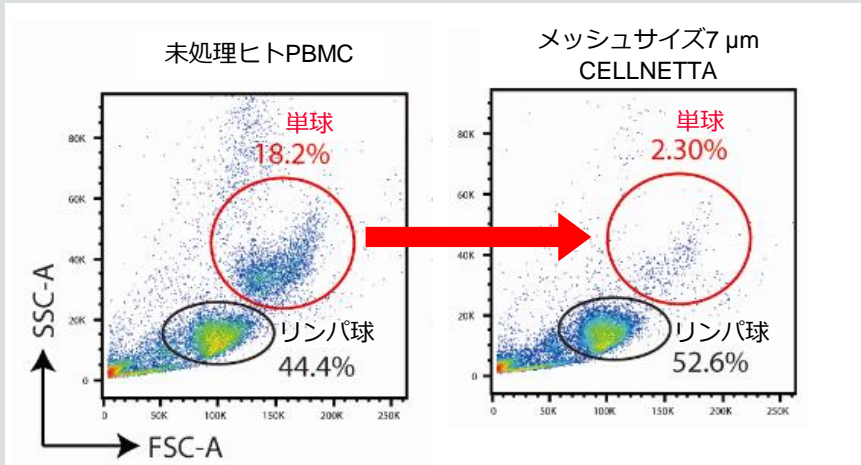 未処理ヒトPBMC
メッシュサイズ7 µm
CELLNETTA
単球
18.2%
リンパ球
44.4%
80K
60K
40K
20K
0
0
50K
100K
150K
200K
250K
SSC-A
FSC-A
単球
2.30%
リンパ球
52.6%
80K
60K
40K
20K
0
0
50K
100K
150K
200K
250K